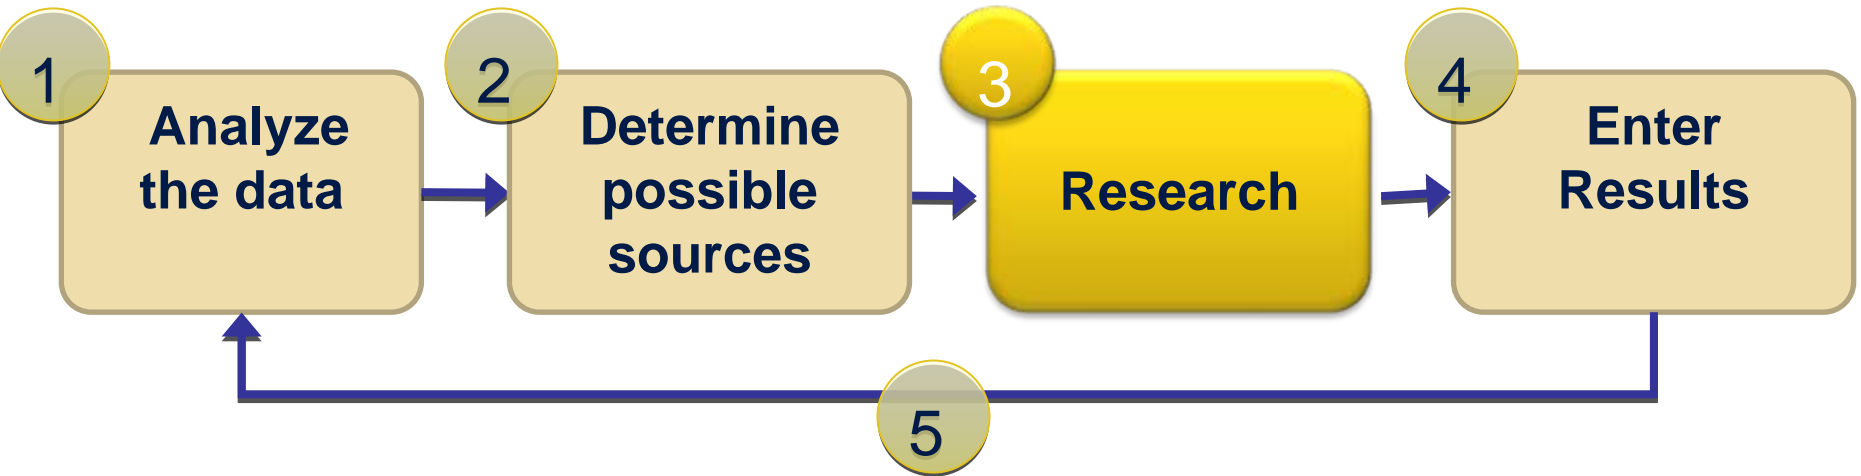 1
Analyze
the data
2
Determine
possible
sources
3
Research
4
Enter
Results
5